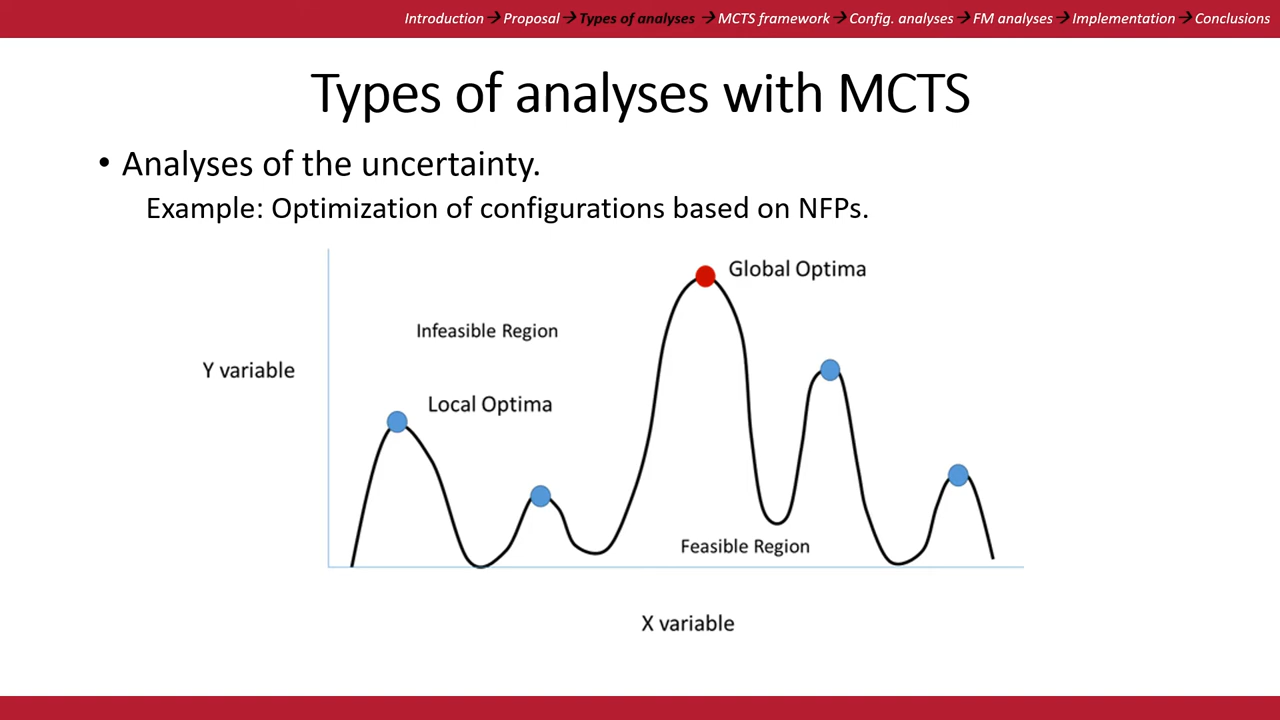 Introduction→Proposal→Types of analyses →MCTS framework→Config. analyses→FM analyses→Implementation→Conclusions
Types of analyses with MCTS
• Analyses of the uncertainty.
Example: Optimization of configurations based on NFPs.
Global Optima
Infeasible Region
Y variable
Local Optima
Feasible Region
X variable